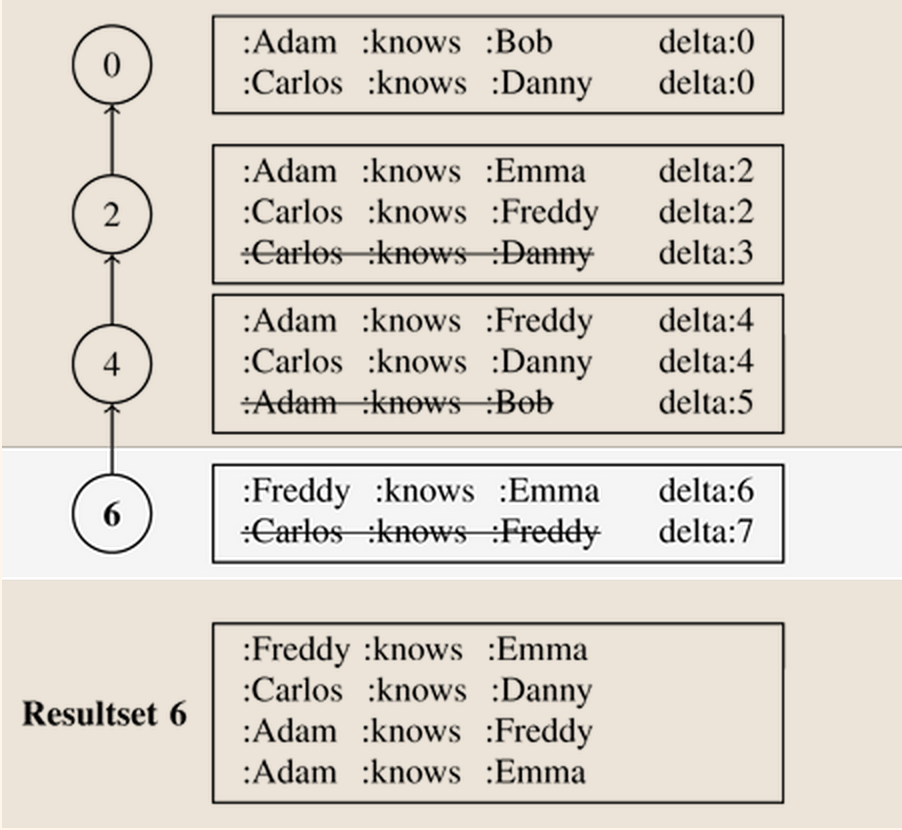 0
:Adam :knows :Bob delta:0
:Carlos :knows :Danny delta:0
2
:Adam :knows :Emma delta:2
:Carlos :knows :Freddy delta:2
:Carlos :knows :Danny delta:3
4
:Adam :knows :Freddy delta:4
:Carlos :knows :Danny delta:4
:Adam :knows :Bob delta:5
6
:Freddy :knows :Emma delta:6
:Carlos :knows :Freddy delta:7
Resultset 6
:Freddy :knows :Emma
:Carlos :knows :Danny
:Adam :knows :Freddy
:Adam :knows :Emma